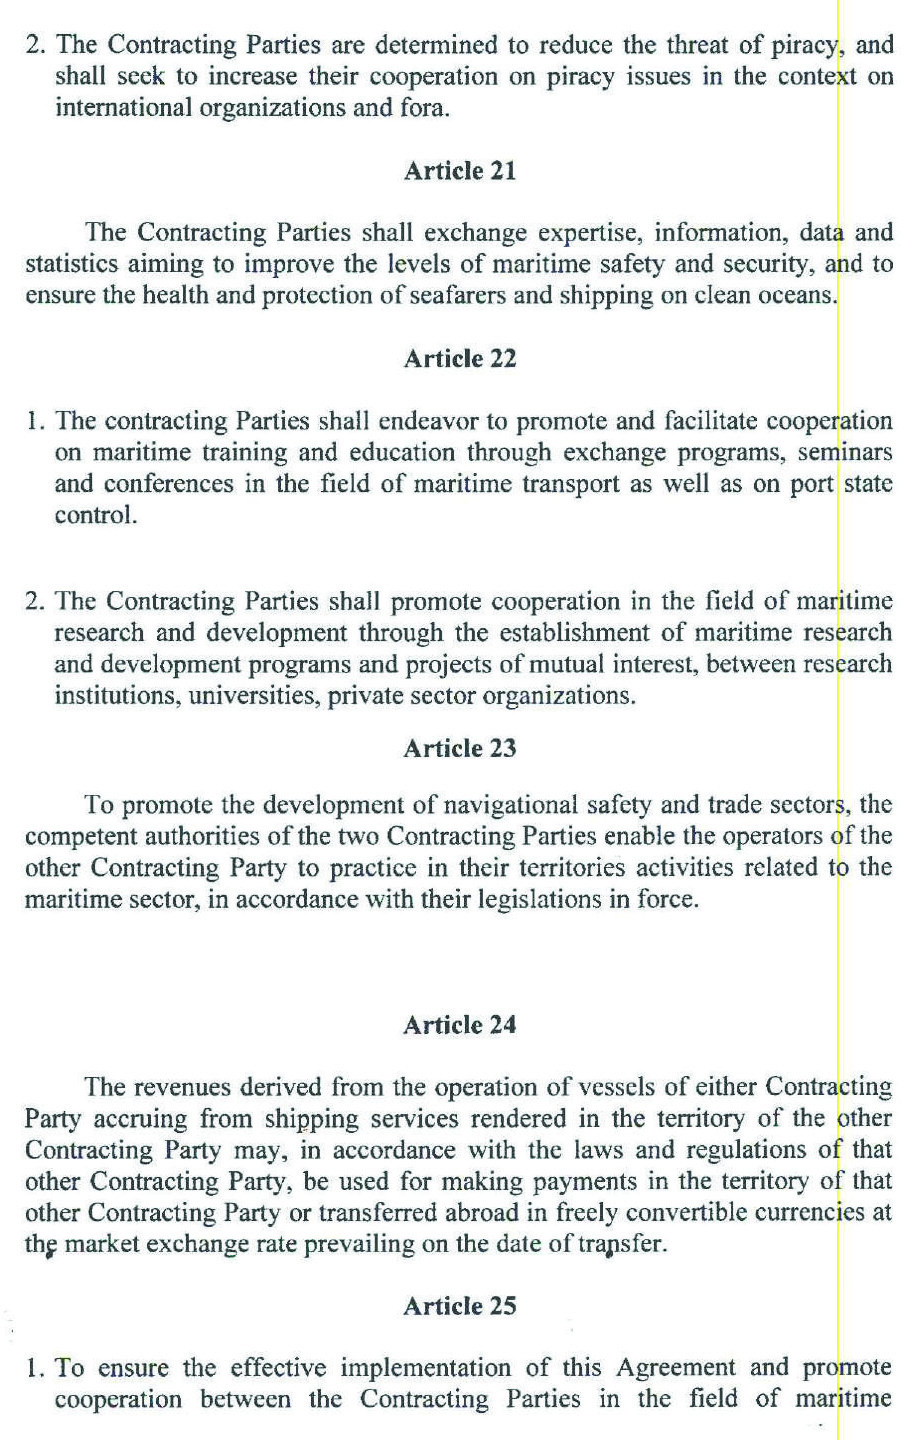 2. The Contracting Parties are determined to reduce the threat of piracy, and
shall seek to increase their cooperation on piracy issues in the context on
international organizations and fora.
Article 21
The Contracting Parties shall exchange expertise, information, data and
statistics aiming to improve the levels of maritime safety and security, and to
ensure the health and protection of seafarers and shipping on clean oceans.
Article 22
1. The contracting Parties shall endeavor to promote and facilitate cooperation
on maritime training and education through exchange programs, seminars
and conferences in the field of maritime transport as well as on port state
control.
2. The Contracting Parties shall promote cooperation in the field of maritime
research and development through the establishment of maritime research
and development programs and projects of mutual interest, between research
institutions, universities, private sector organizations.
Article 23
To promote the development of navigational safety and trade sectors, the
competent authorities of the two Contracting Parties enable the operators of the
other Contracting Party to practice in their territories activities related to the
maritime sector, in accordance with their legislations in force.
Article 24
The revenues derived from the operation of vessels of either Contracting
Party accruing from shipping services rendered in the territory of the other
Contracting Party may, in accordance with the laws and regulations of that
other Contracting Party, be used for making payments in the territory of that
other Contracting Party or transferred abroad in freely convertible currencies at
the market exchange rate prevailing on the date of transfer.
Article 25
1. To ensure the effective implementation of this Agreement and promote
cooperation between the Contracting Parties in the field of maritime